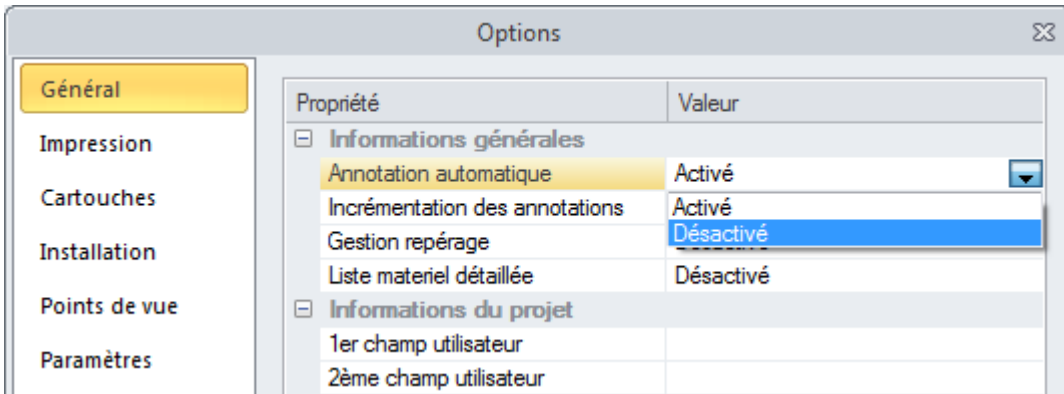 Options
Général
Impression
Cartouches
Installation
Points de vue
Paramètres
Propriété Valeur
Informations générales
Annotation automatique Activé
Incrémentation des annotations Activé
Gestion repérage Désactivé
Liste materiel détaillée Désactivé
Informations du projet
1er champ utilisateur
2ème champ utilisateur